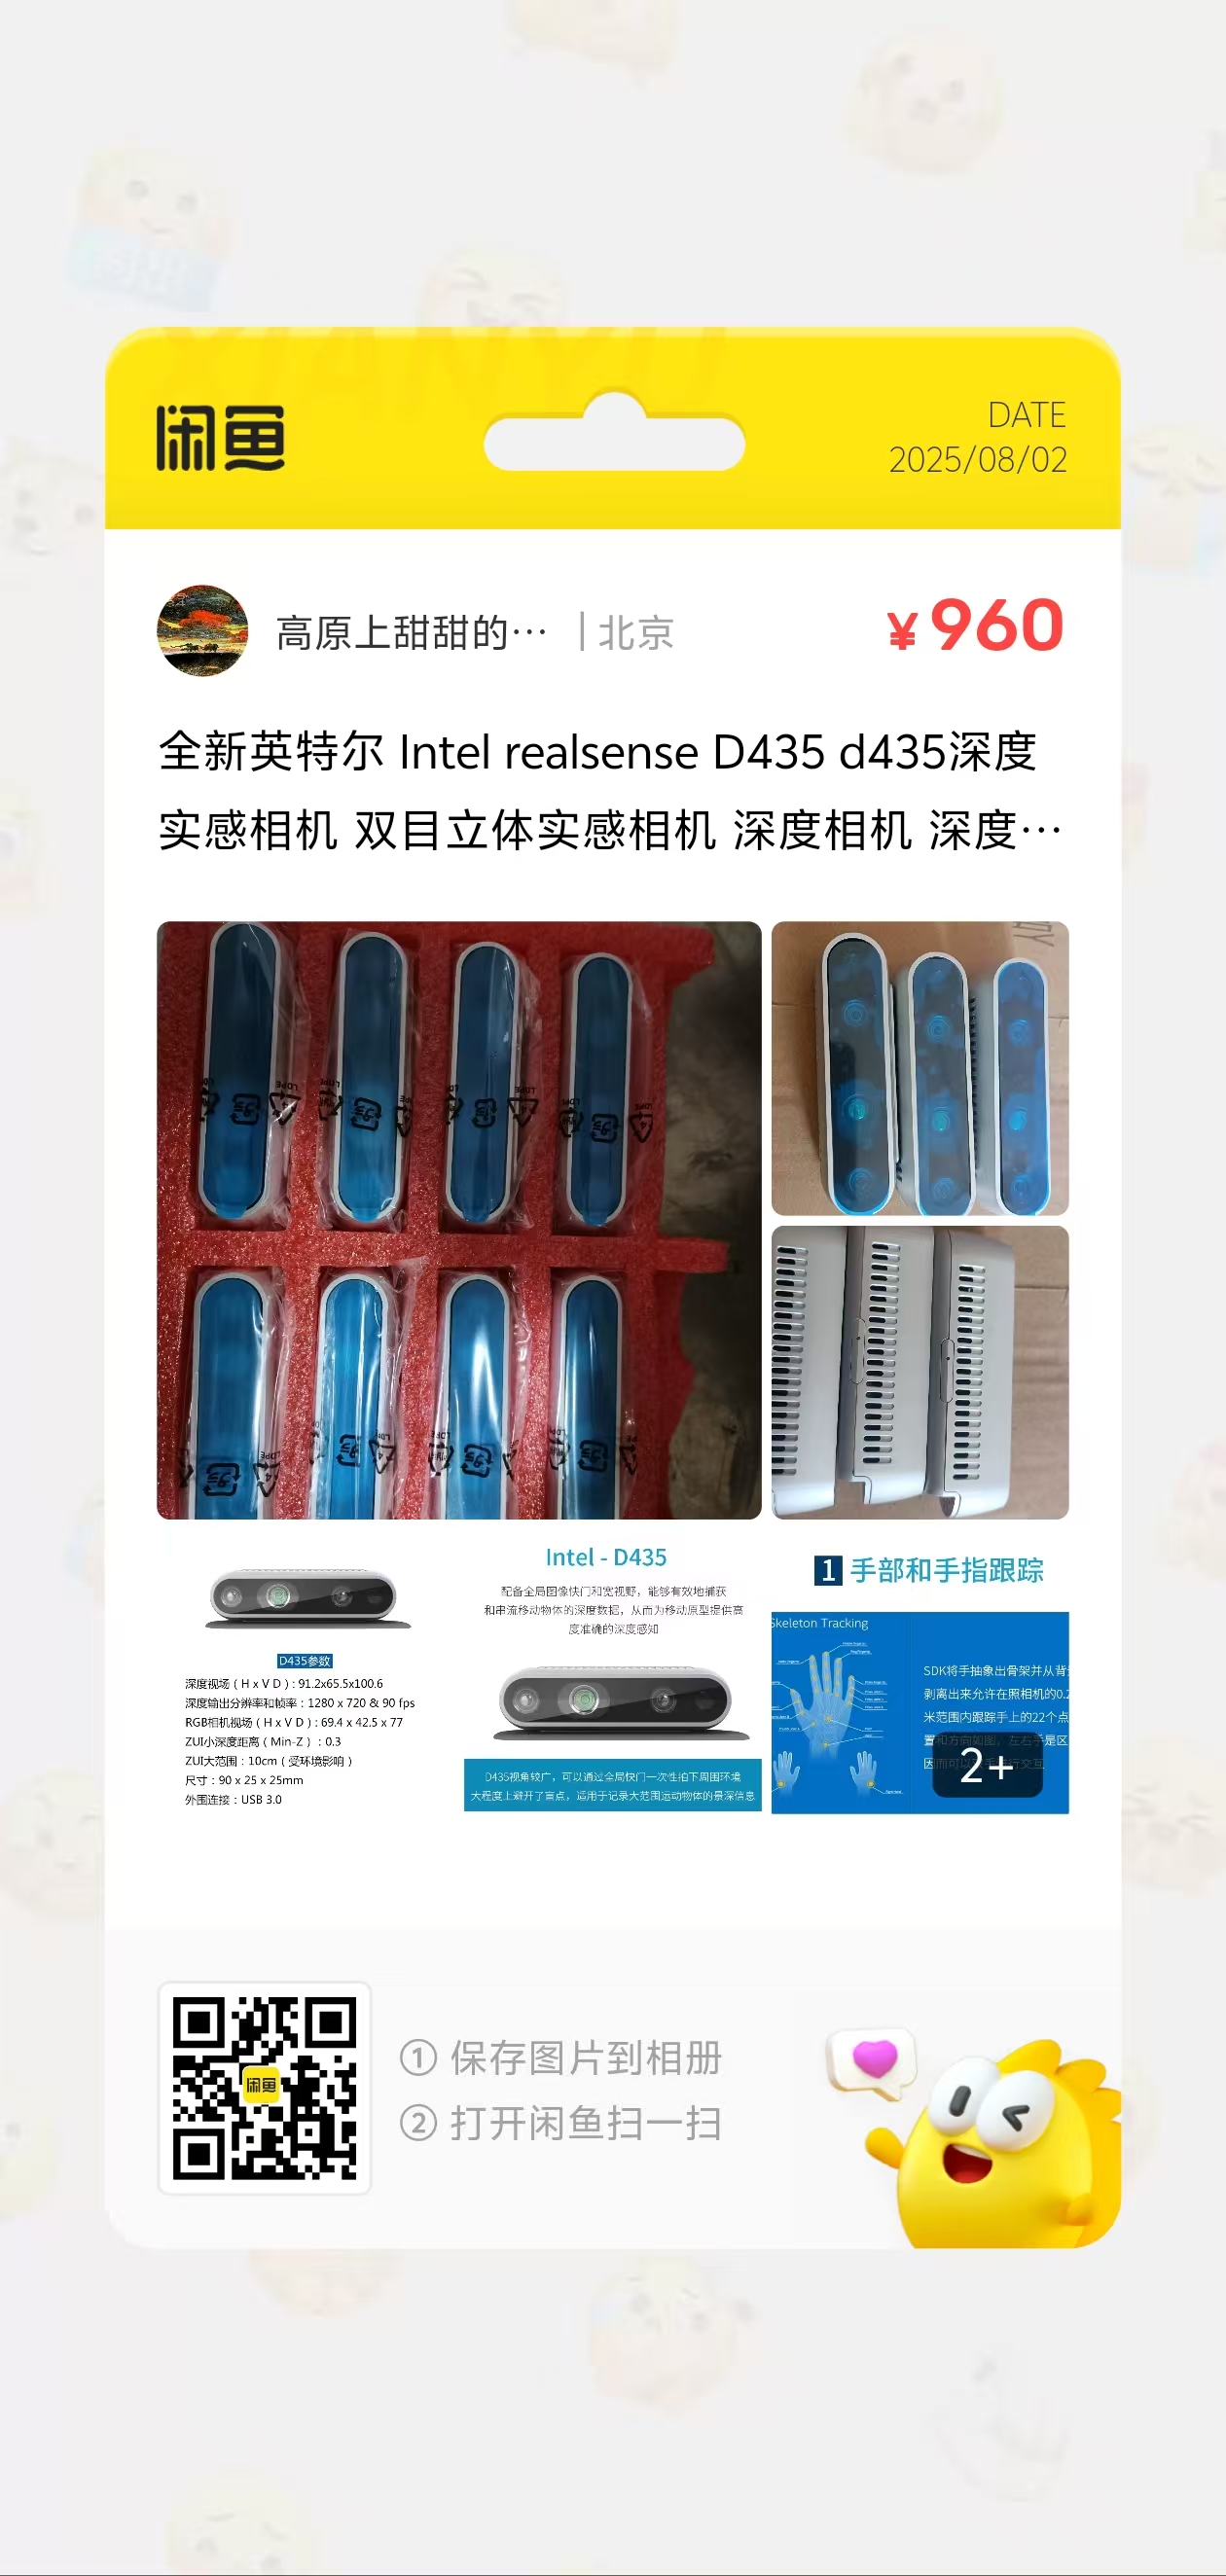 闲鱼
DATE
2025/08/02
高原上甜甜的… | 北京
¥960
全新英特尔 Intel realsense D435 d435深度
实感相机 双目立体实感相机 深度相机 深度…
D435参数
深度视场 ( H x V D ) : 91.2x65.5x100.6
深度输出分辨率和帧率 : 1280 x 720 & 90 fps
RGB相机视场 ( H x V D ) : 69.4 x 42.5 x 77
ZUI小深度距离 ( Min-Z ) : 0.3
ZUI大范围 : 10cm ( 受环境影响 )
尺寸 : 90 x 25 x 25mm
外围连接 : USB 3.0
Intel - D435
配备全局图像快门和宽视野，能够有效地捕获
和串流移动物体的深度数据，从而为移动原型提供高
度准确的深度感知
D435视角较广，可以通过全局快门一次性拍下周围环境
大程度上避开了盲点，适用于记录大范围运动物体的景深信息
1 手部和手指跟踪
Skeleton Tracking
SDK将手抽象出骨架并从背
剥离出来允许在照相机的0.2
米范围内跟踪手上的22个点
置和方向如图，左右手是区
2+
闲鱼
① 保存图片到相册
② 打开闲鱼扫一扫